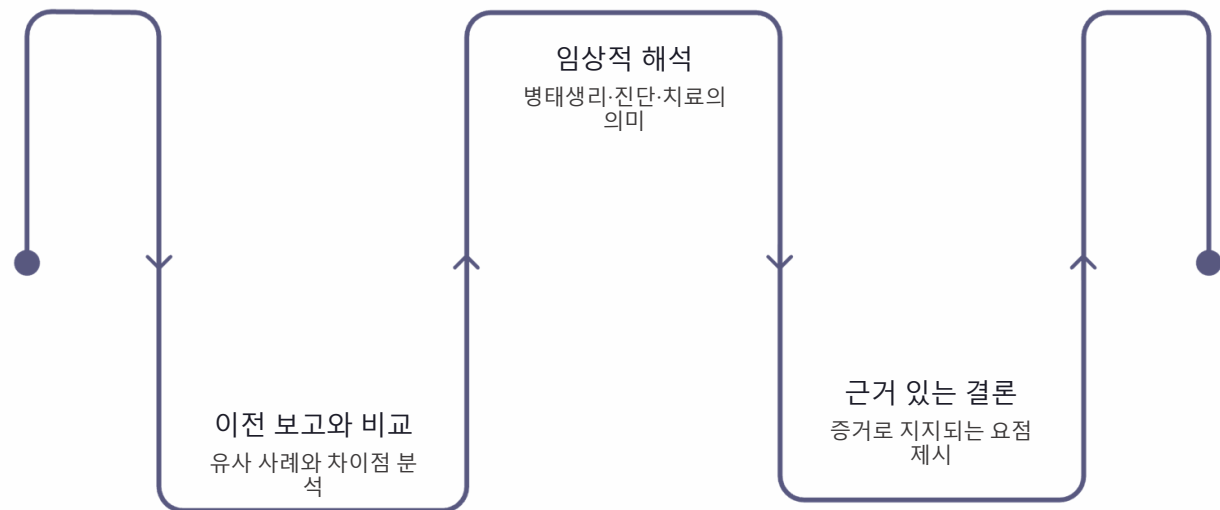 임상적 해석
병태생리·진단·치료의
의미
이전 보고와 비교
유사 사례와 차이점 분
석
근거 있는 결론
증거로 지지되는 요점
제시